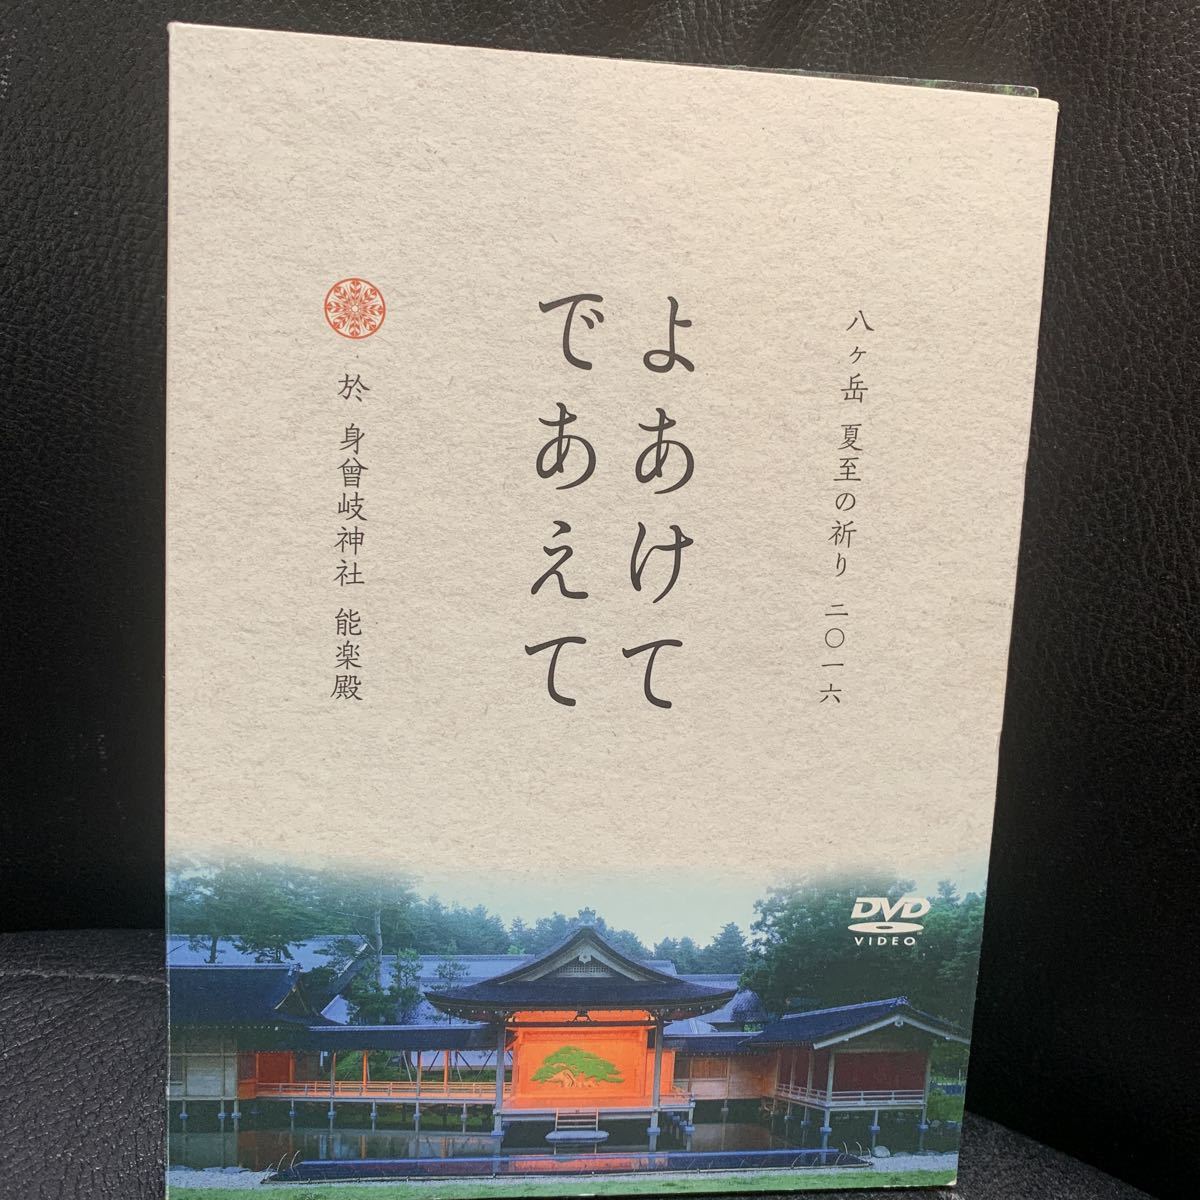 八ヶ岳 夏至の祈り 二〇一六
よあけて
であえて
於 身曾岐神社 能楽殿
DVD
VIDEO